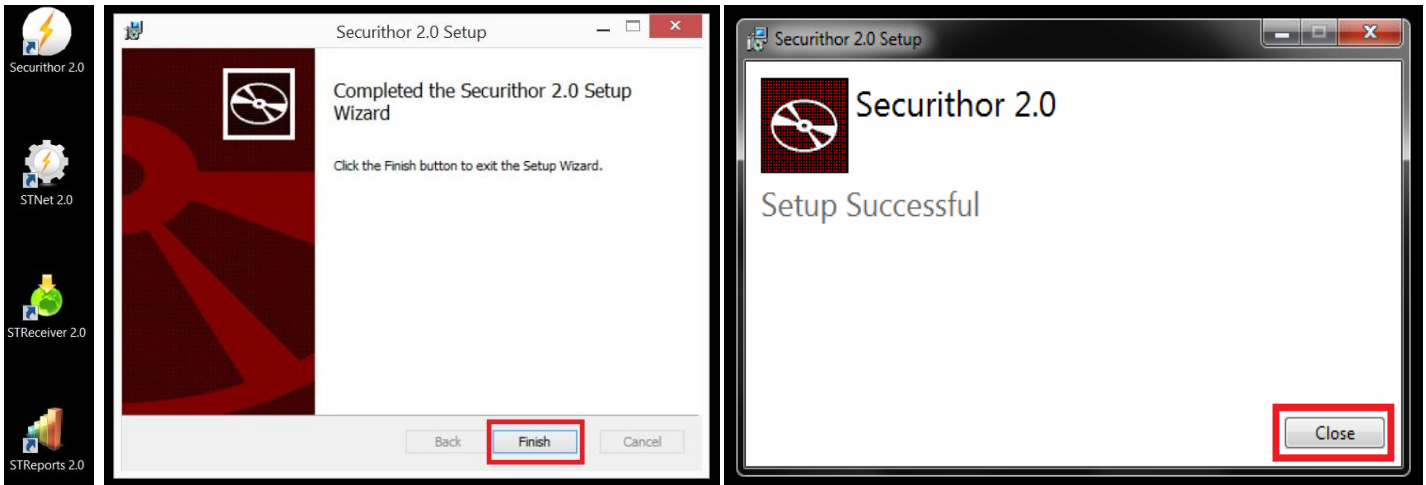 Securithor 2.0
STNet 2.0
STReceiver 2.0
STReports 2.0
Securithor 2.0 Setup
Completed the Securithor 2.0 Setup
Wizard
Click the Finish button to exit the Setup Wizard.
Back
Finish
Cancel
Securithor 2.0 Setup
Securithor 2.0
Setup Successful
Close